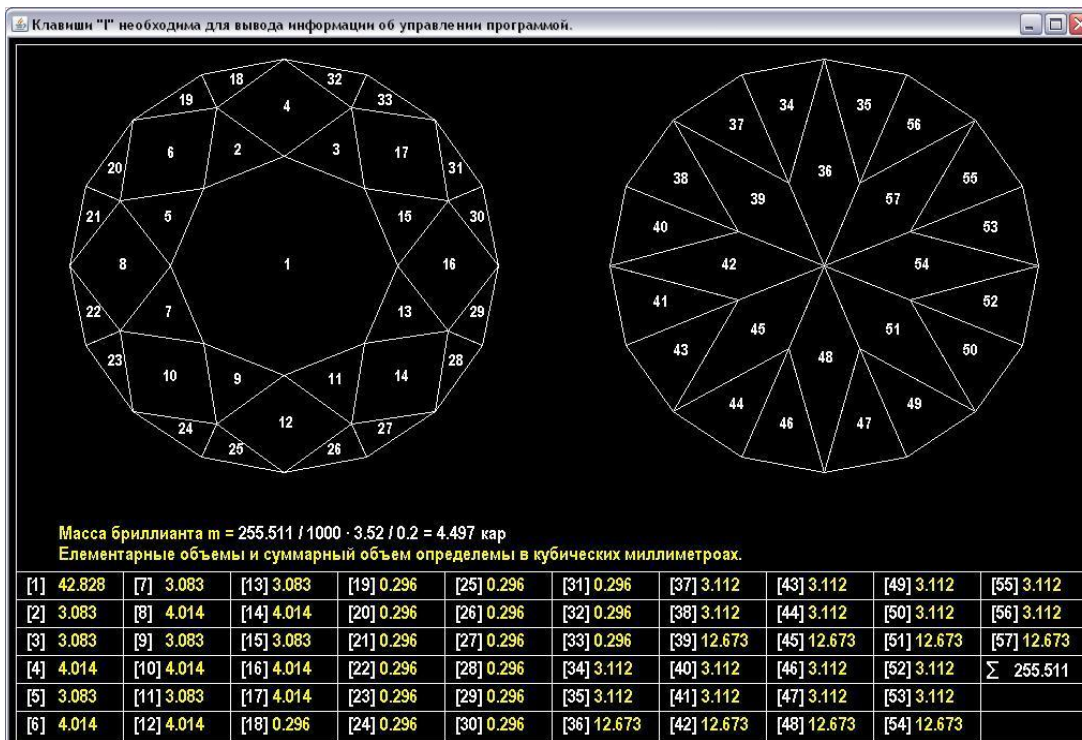 Клавиши "I" необходима для вывода информации об управлении программой.
18 32
19 4 33
6 2 3 17
20 31
21 5 15 30
8 1 16
22 7 13 29
23 10 9 11 14 28
24 12 27
25 26
34 35
37 56
38 36 55
39 57
40 53
42 54
41 52
43 45 51 50
48
44 49
46 47
Масса бриллианта m = 255.511 / 1000 · 3.52 / 0.2 = 4.497 кар
Елементарные объемы и суммарный объем определемы в кубических миллиметроах.
[1] 42.828 [7] 3.083 [13] 3.083 [19] 0.296 [25] 0.296 [31] 0.296 [37] 3.112 [43] 3.112 [49] 3.112 [55] 3.112
[2] 3.083 [8] 4.014 [14] 4.014 [20] 0.296 [26] 0.296 [32] 0.296 [38] 3.112 [44] 3.112 [50] 3.112 [56] 3.112
[3] 3.083 [9] 3.083 [15] 3.083 [21] 0.296 [27] 0.296 [33] 0.296 [39] 12.673 [45] 12.673 [51] 12.673 [57] 12.673
[4] 4.014 [10] 4.014 [16] 4.014 [22] 0.296 [28] 0.296 [34] 3.112 [40] 3.112 [46] 3.112 [52] 3.112 Σ 255.511
[5] 3.083 [11] 3.083 [17] 4.014 [23] 0.296 [29] 0.296 [35] 3.112 [41] 3.112 [47] 3.112 [53] 3.112
[6] 4.014 [12] 4.014 [18] 0.296 [24] 0.296 [30] 0.296 [36] 12.673 [42] 12.673 [48] 12.673 [54] 12.673